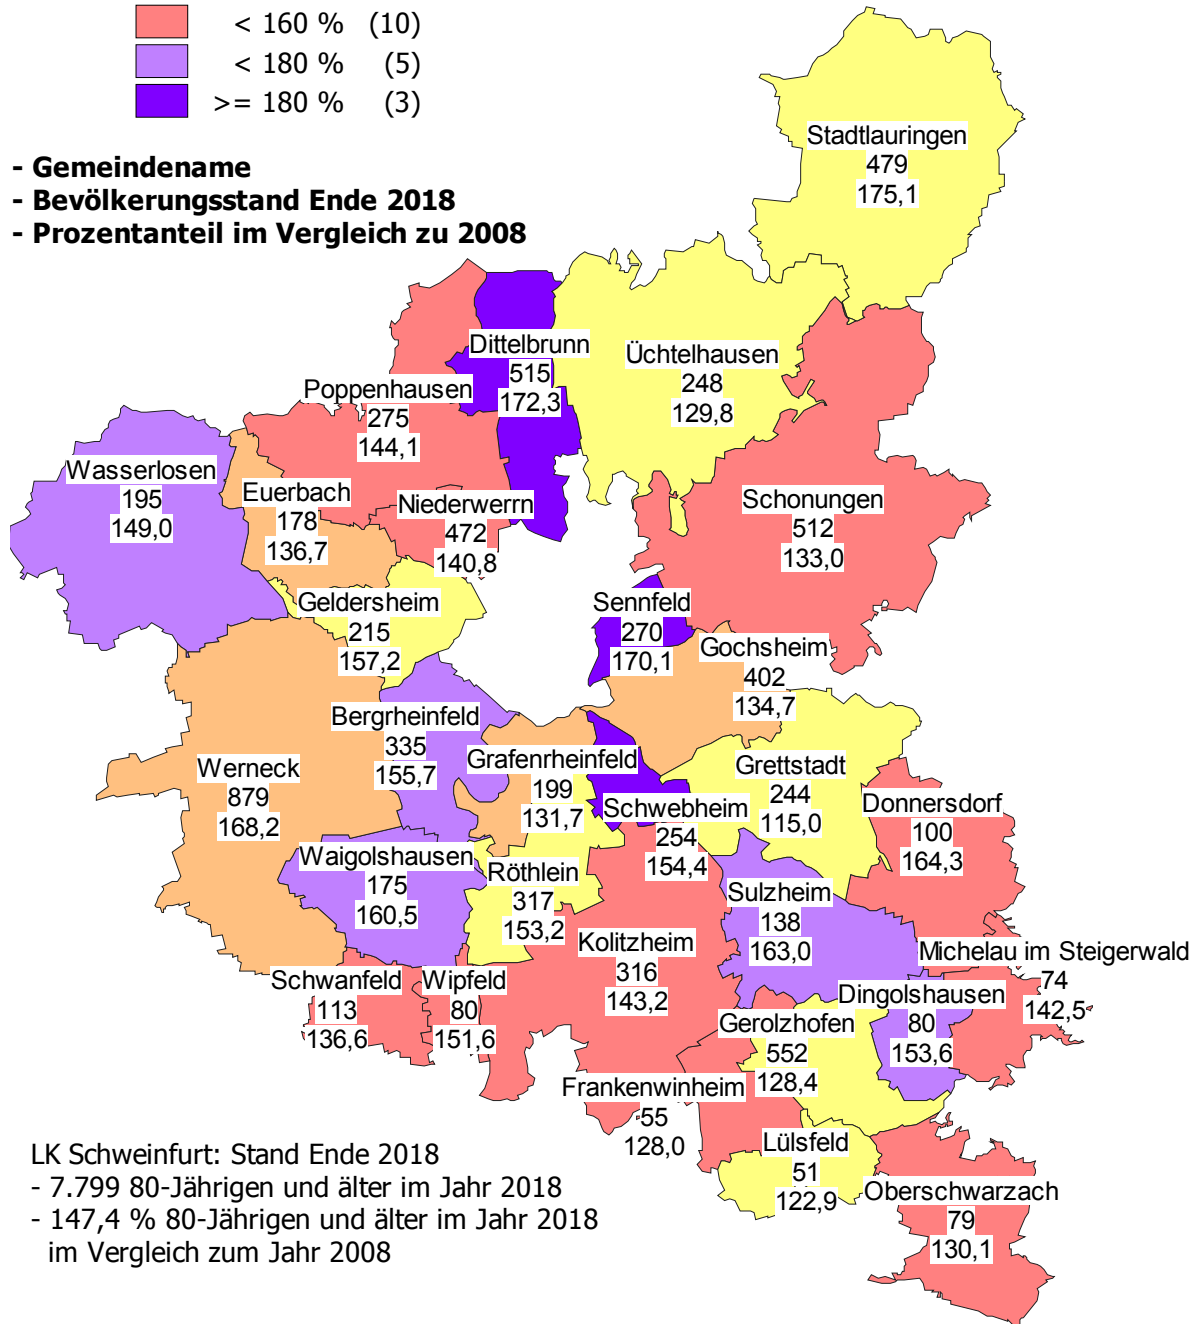 < 160 % (10)
< 180 % (5)
>= 180 % (3)
- Gemeindename
- Bevölkerungsstand Ende 2018
- Prozentanteil im Vergleich zu 2008
Stadtlauringen
479
175,1
Dittelbrunn
515
172,3
Üchtelhausen
248
129,8
Poppenhausen
275
144,1
Wasserlosen
195
149,0
Euerbach
178
136,7
Niederwerrn
472
140,8
Schonungen
512
133,0
Geldersheim
215
157,2
Sennfeld
270
170,1
Gochsheim
402
134,7
Bergrheinfeld
335
155,7
Grafenrheinfeld
199
131,7
Werneck
879
168,2
Grettstadt
244
115,0
Schwebheim
254
154,4
Donnersdorf
100
164,3
Waigolshausen
175
160,5
Röthlein
317
153,2
Sulzheim
138
163,0
Kolitzheim
316
143,2
Michelau im Steigerwald
74
142,5
Schwanfeld
113
136,6
Wipfeld
80
151,6
Dingolshausen
80
153,6
Gerolzhofen
552
128,4
Frankenwinheim
55
128,0
Lülsfeld
51
122,9
Oberschwarzach
79
130,1
LK Schweinfurt: Stand Ende 2018
- 7.799 80-Jährigen und älter im Jahr 2018
- 147,4 % 80-Jährigen und älter im Jahr 2018
im Vergleich zum Jahr 2008